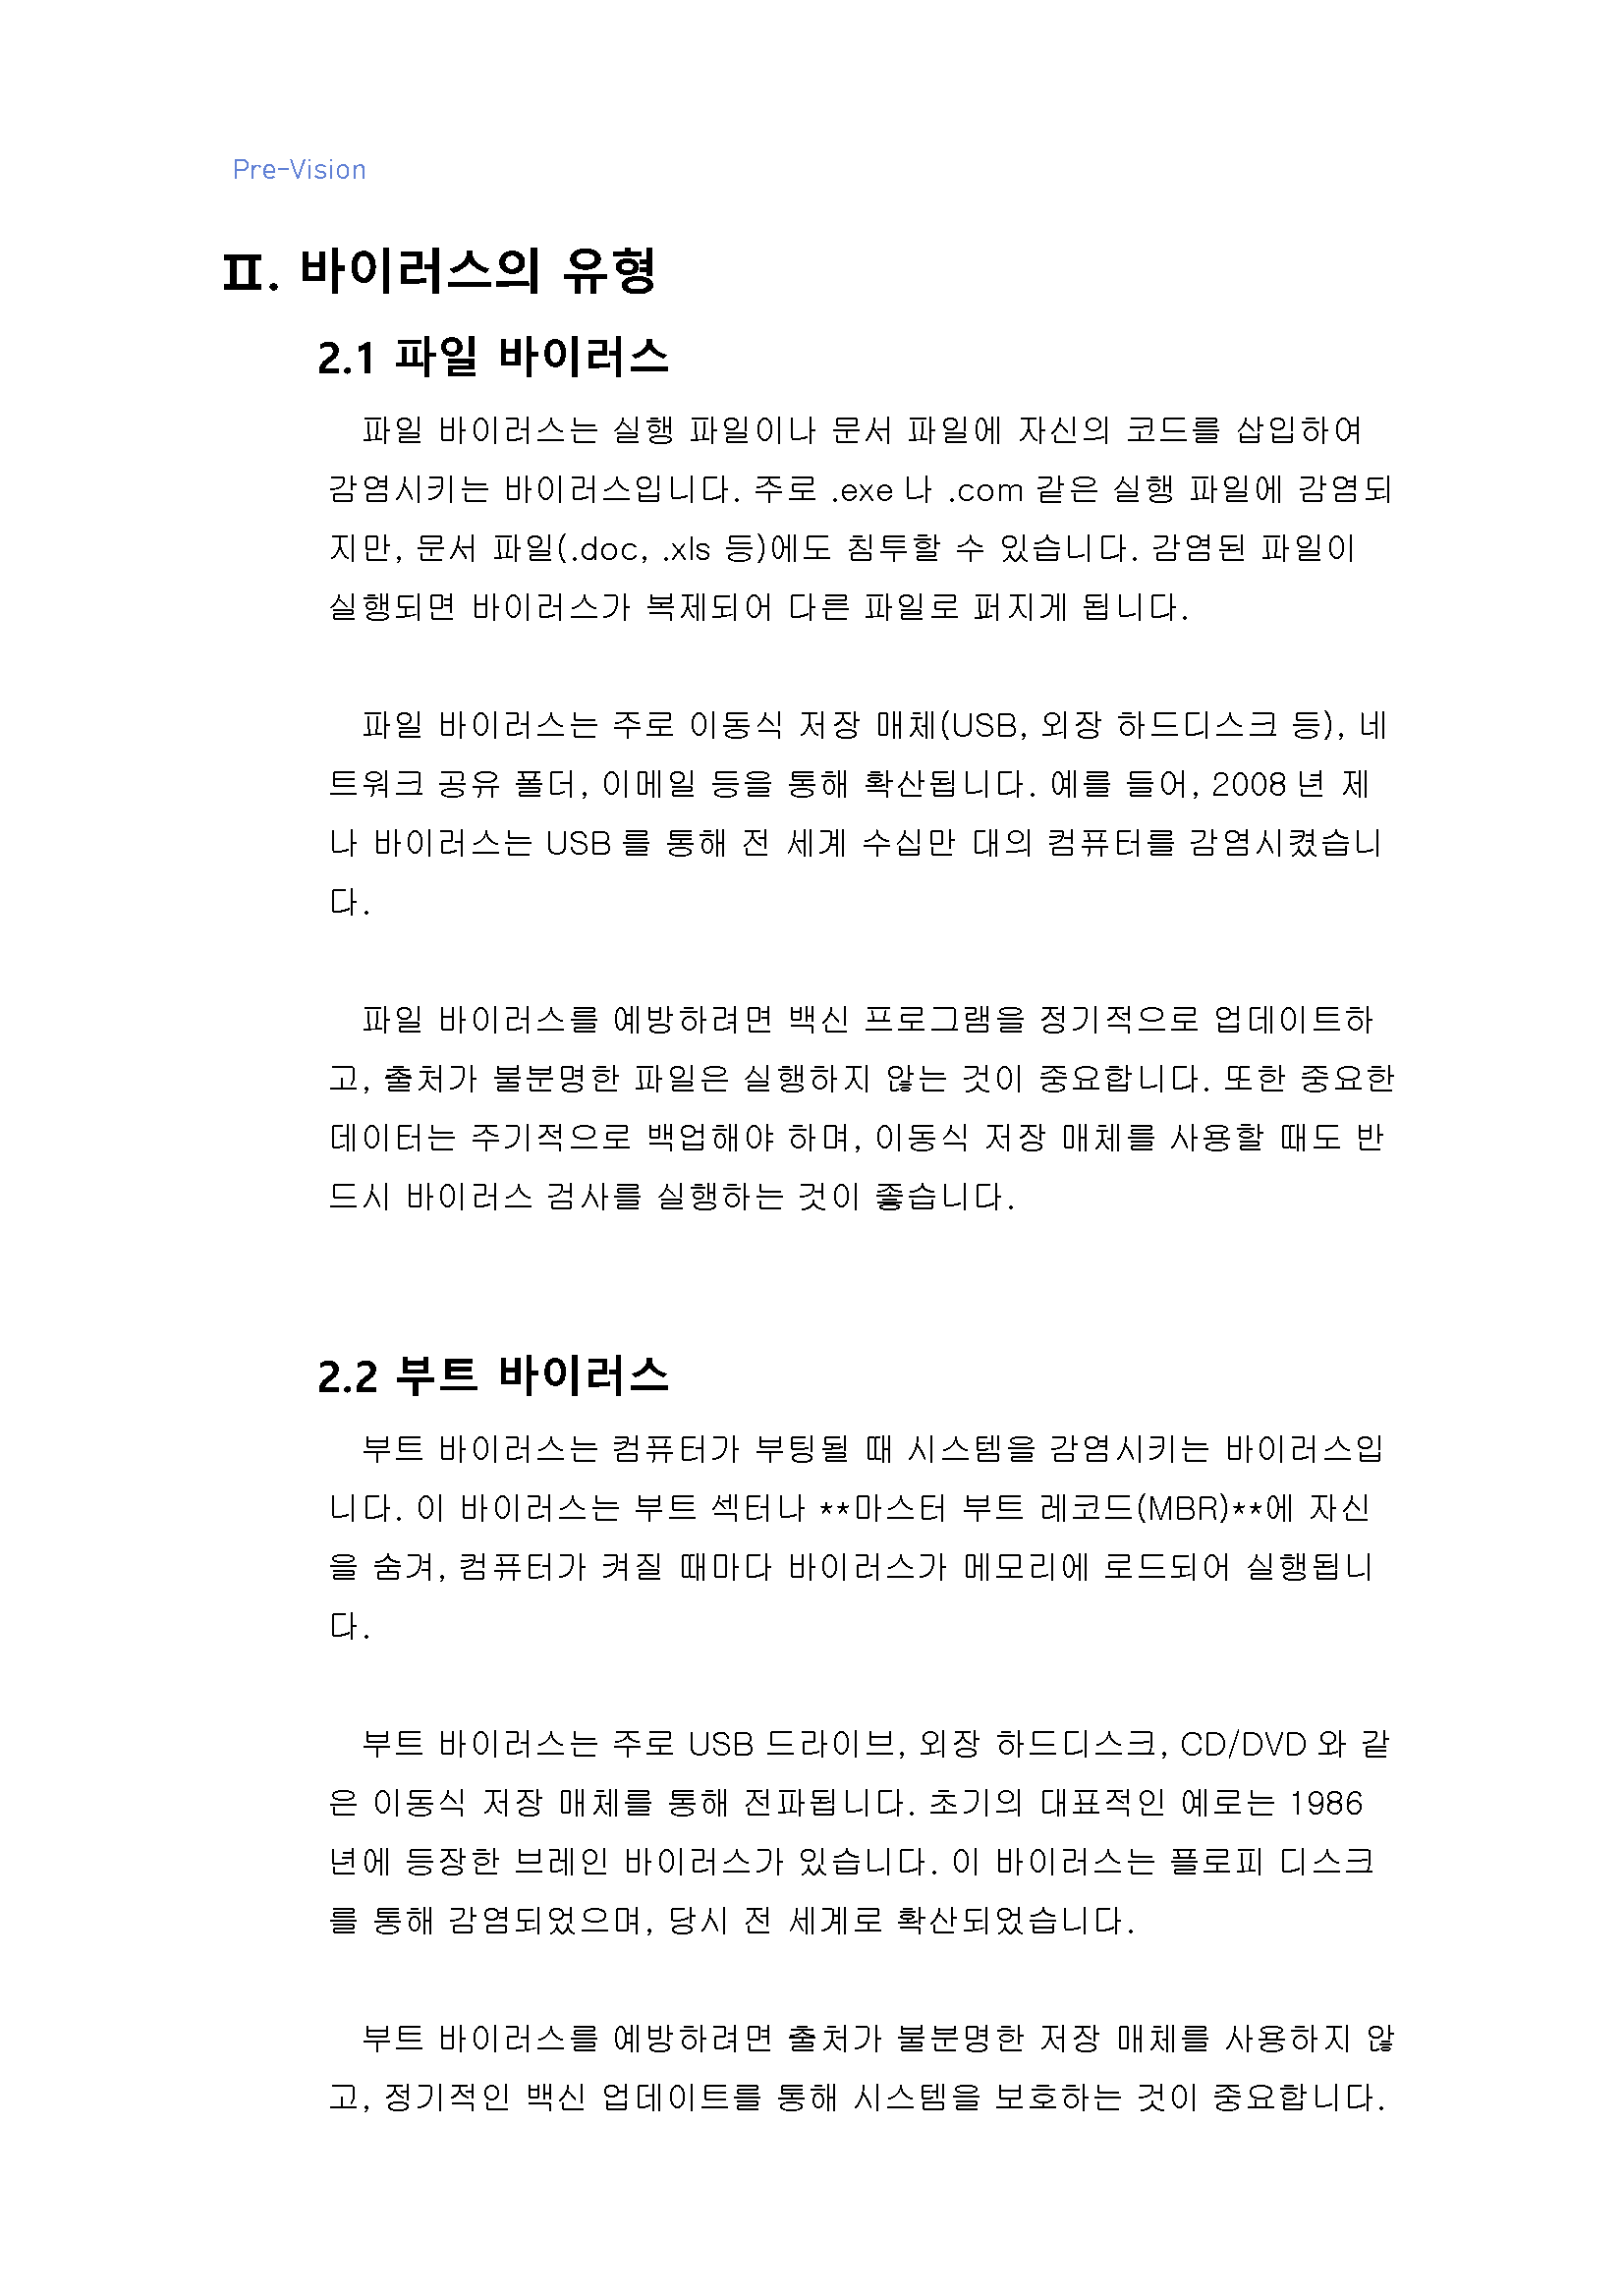 Pre-Vision
Ⅱ. 바이러스의 유형
2.1 파일 바이러스
파일 바이러스는 실행 파일이나 문서 파일에 자신의 코드를 삽입하여
감염시키는 바이러스입니다. 주로 .exe 나 .com 같은 실행 파일에 감염되
지만, 문서 파일(.doc, .xls 등)에도 침투할 수 있습니다. 감염된 파일이
실행되면 바이러스가 복제되어 다른 파일로 퍼지게 됩니다.
파일 바이러스는 주로 이동식 저장 매체(USB, 외장 하드디스크 등), 네
트워크 공유 폴더, 이메일 등을 통해 확산됩니다. 예를 들어, 2008 년 제
나 바이러스는 USB 를 통해 전 세계 수십만 대의 컴퓨터를 감염시켰습니
다.
파일 바이러스를 예방하려면 백신 프로그램을 정기적으로 업데이트하
고, 출처가 불분명한 파일은 실행하지 않는 것이 중요합니다. 또한 중요한
데이터는 주기적으로 백업해야 하며, 이동식 저장 매체를 사용할 때도 반
드시 바이러스 검사를 실행하는 것이 좋습니다.
2.2 부트 바이러스
부트 바이러스는 컴퓨터가 부팅될 때 시스템을 감염시키는 바이러스입
니다. 이 바이러스는 부트 섹터나 **마스터 부트 레코드(MBR)**에 자신
을 숨겨, 컴퓨터가 켜질 때마다 바이러스가 메모리에 로드되어 실행됩니
다.
부트 바이러스는 주로 USB 드라이브, 외장 하드디스크, CD/DVD 와 같
은 이동식 저장 매체를 통해 전파됩니다. 초기의 대표적인 예로는 1986
년에 등장한 브레인 바이러스가 있습니다. 이 바이러스는 플로피 디스크
를 통해 감염되었으며, 당시 전 세계로 확산되었습니다.
부트 바이러스를 예방하려면 출처가 불분명한 저장 매체를 사용하지 않
고, 정기적인 백신 업데이트를 통해 시스템을 보호하는 것이 중요합니다.